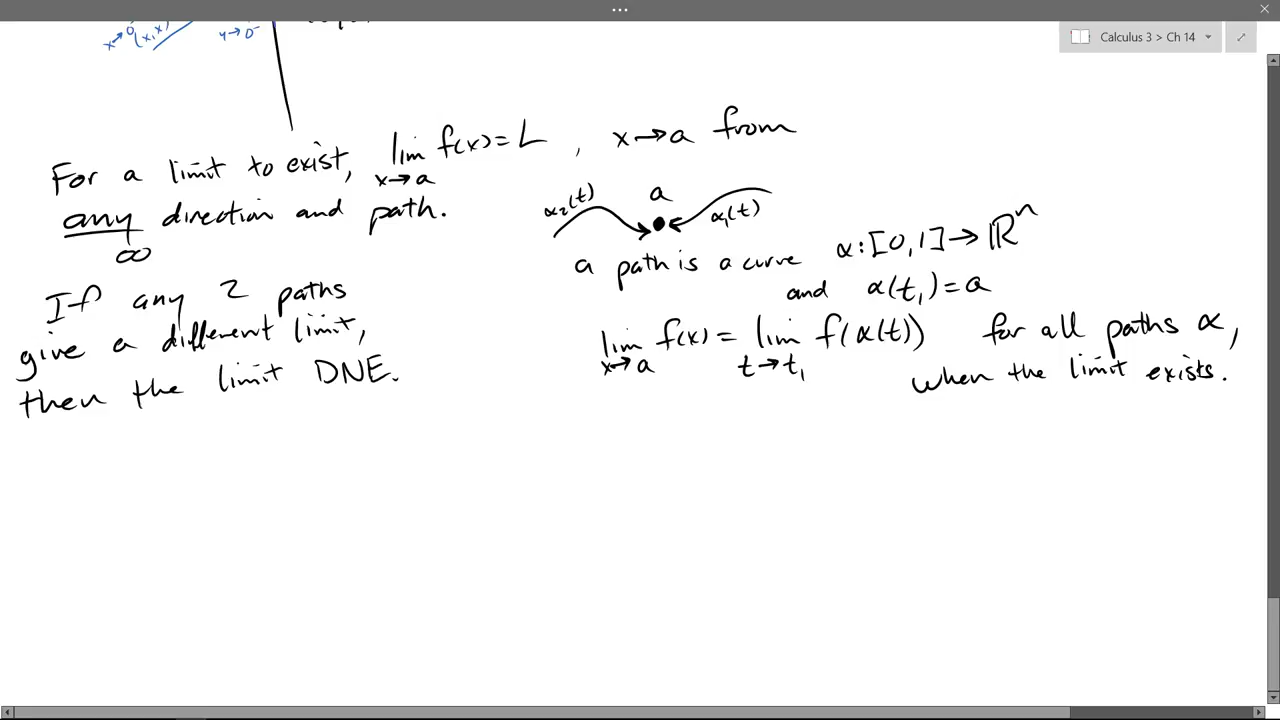 ...
Calculus 3 > Ch 14
x→0
(x,x)
y→0⁻
For a limit to exist, lim f(x) = L , x→a from
x→a
any direction and path.
∞
α₂(t)
a
α₁(t)
a path is a curve α: [0,1] → ℝⁿ
and α(t₁) = a
If any 2 paths
give a different limit,
then the limit DNE.
lim f(x) = lim f(α(t)) for all paths α,
x→a t→t₁ when the limit exists.